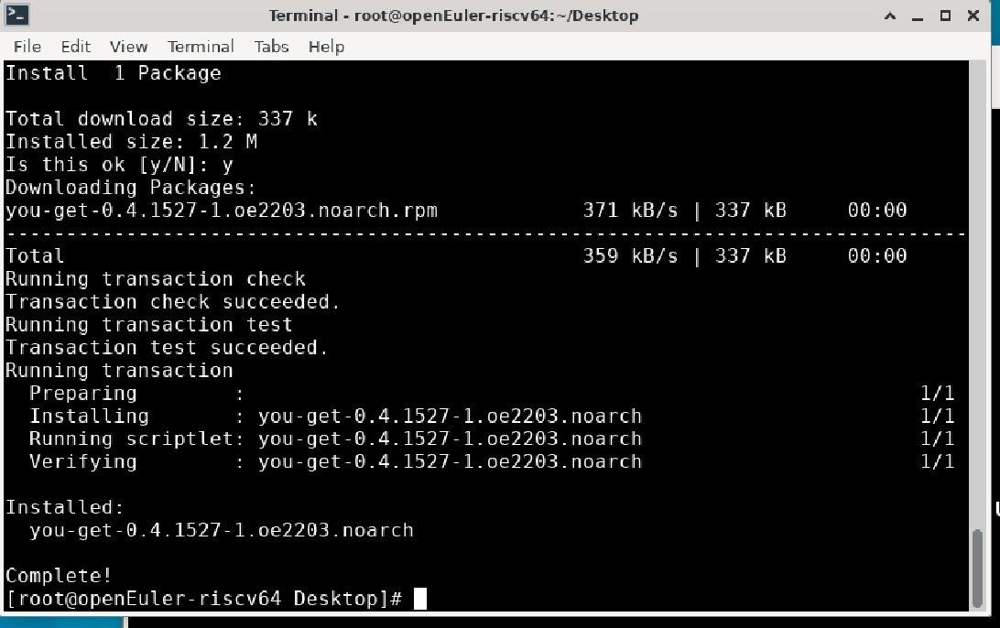 Terminal - root@openEuler-riscv64:~/Desktop
File Edit View Terminal Tabs Help
Install  1 Package
Total download size: 337 k
Installed size: 1.2 M
Is this ok [y/N]: y
Downloading Packages:
you-get-0.4.1527-1.oe2203.noarch.rpm            371 kB/s | 337 kB     00:00
--------------------------------------------------------------------------------
Total                                           359 kB/s | 337 kB     00:00
Running transaction check
Transaction check succeeded.
Running transaction test
Transaction test succeeded.
Running transaction
  Preparing        :                                                        1/1
  Installing       : you-get-0.4.1527-1.oe2203.noarch                       1/1
  Running scriptlet: you-get-0.4.1527-1.oe2203.noarch                       1/1
  Verifying        : you-get-0.4.1527-1.oe2203.noarch                       1/1
Installed:
  you-get-0.4.1527-1.oe2203.noarch
Complete!
[root@openEuler-riscv64 Desktop]#